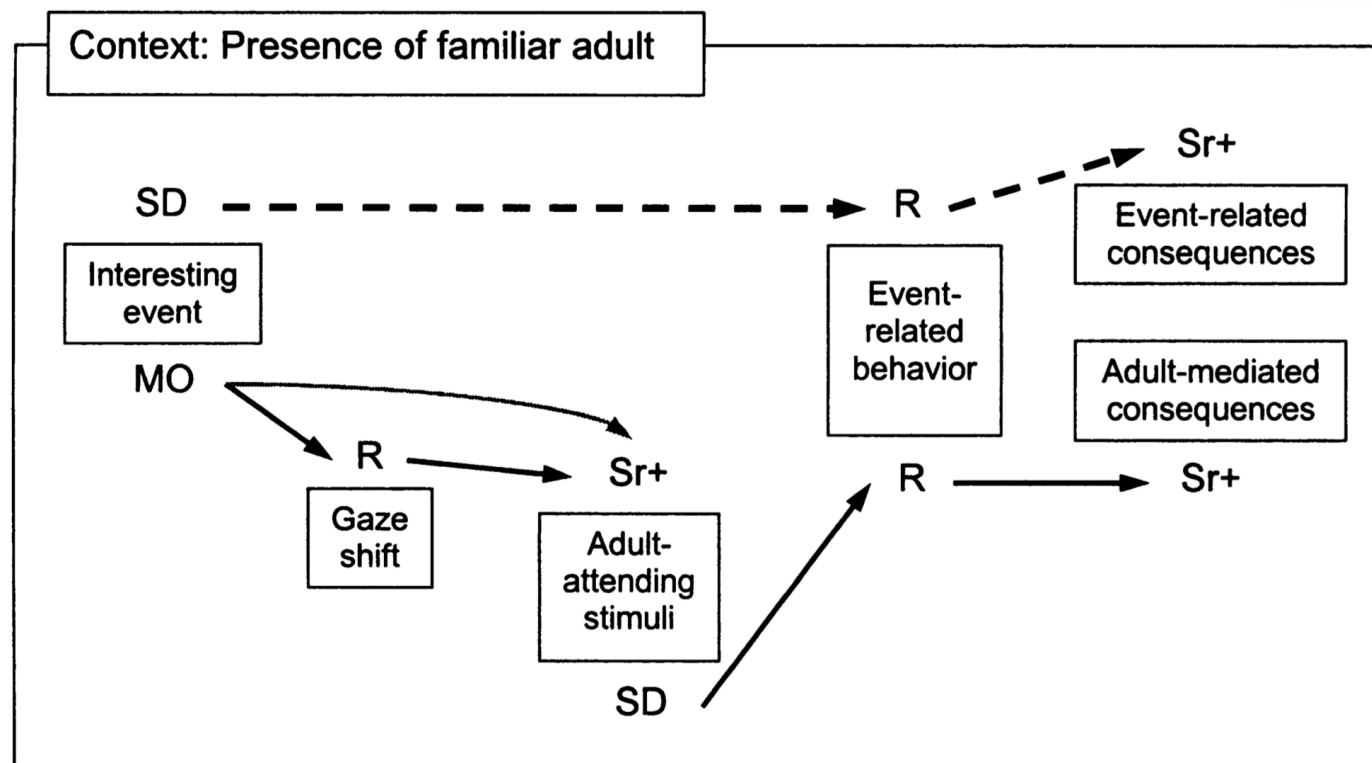 Context: Presence of familiar adult
Sr+
SD
R
Event-related
consequences
Interesting
event
Event-
related
behavior
MO
Adult-mediated
consequences
R
Sr+
R
Sr+
Gaze
shift
Adult-
attending
stimuli
SD